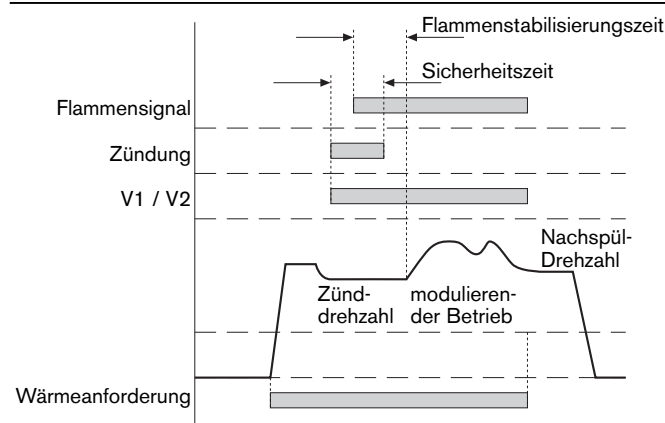 Flammenstabilisierungszeit
Sicherheitszeit
Flammensignal
Zündung
V1 / V2
Nachspül-
Drehzahl
Zünd-
drehzahl
modulieren-
der Betrieb
Wärmeanforderung